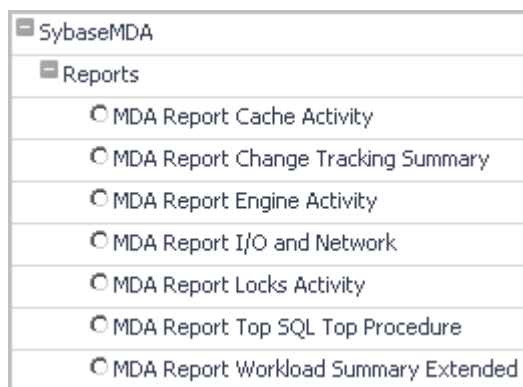 SybaseMDA
Reports
MDA Report Cache Activity
MDA Report Change Tracking Summary
MDA Report Engine Activity
MDA Report I/O and Network
MDA Report Locks Activity
MDA Report Top SQL Top Procedure
MDA Report Workload Summary Extended